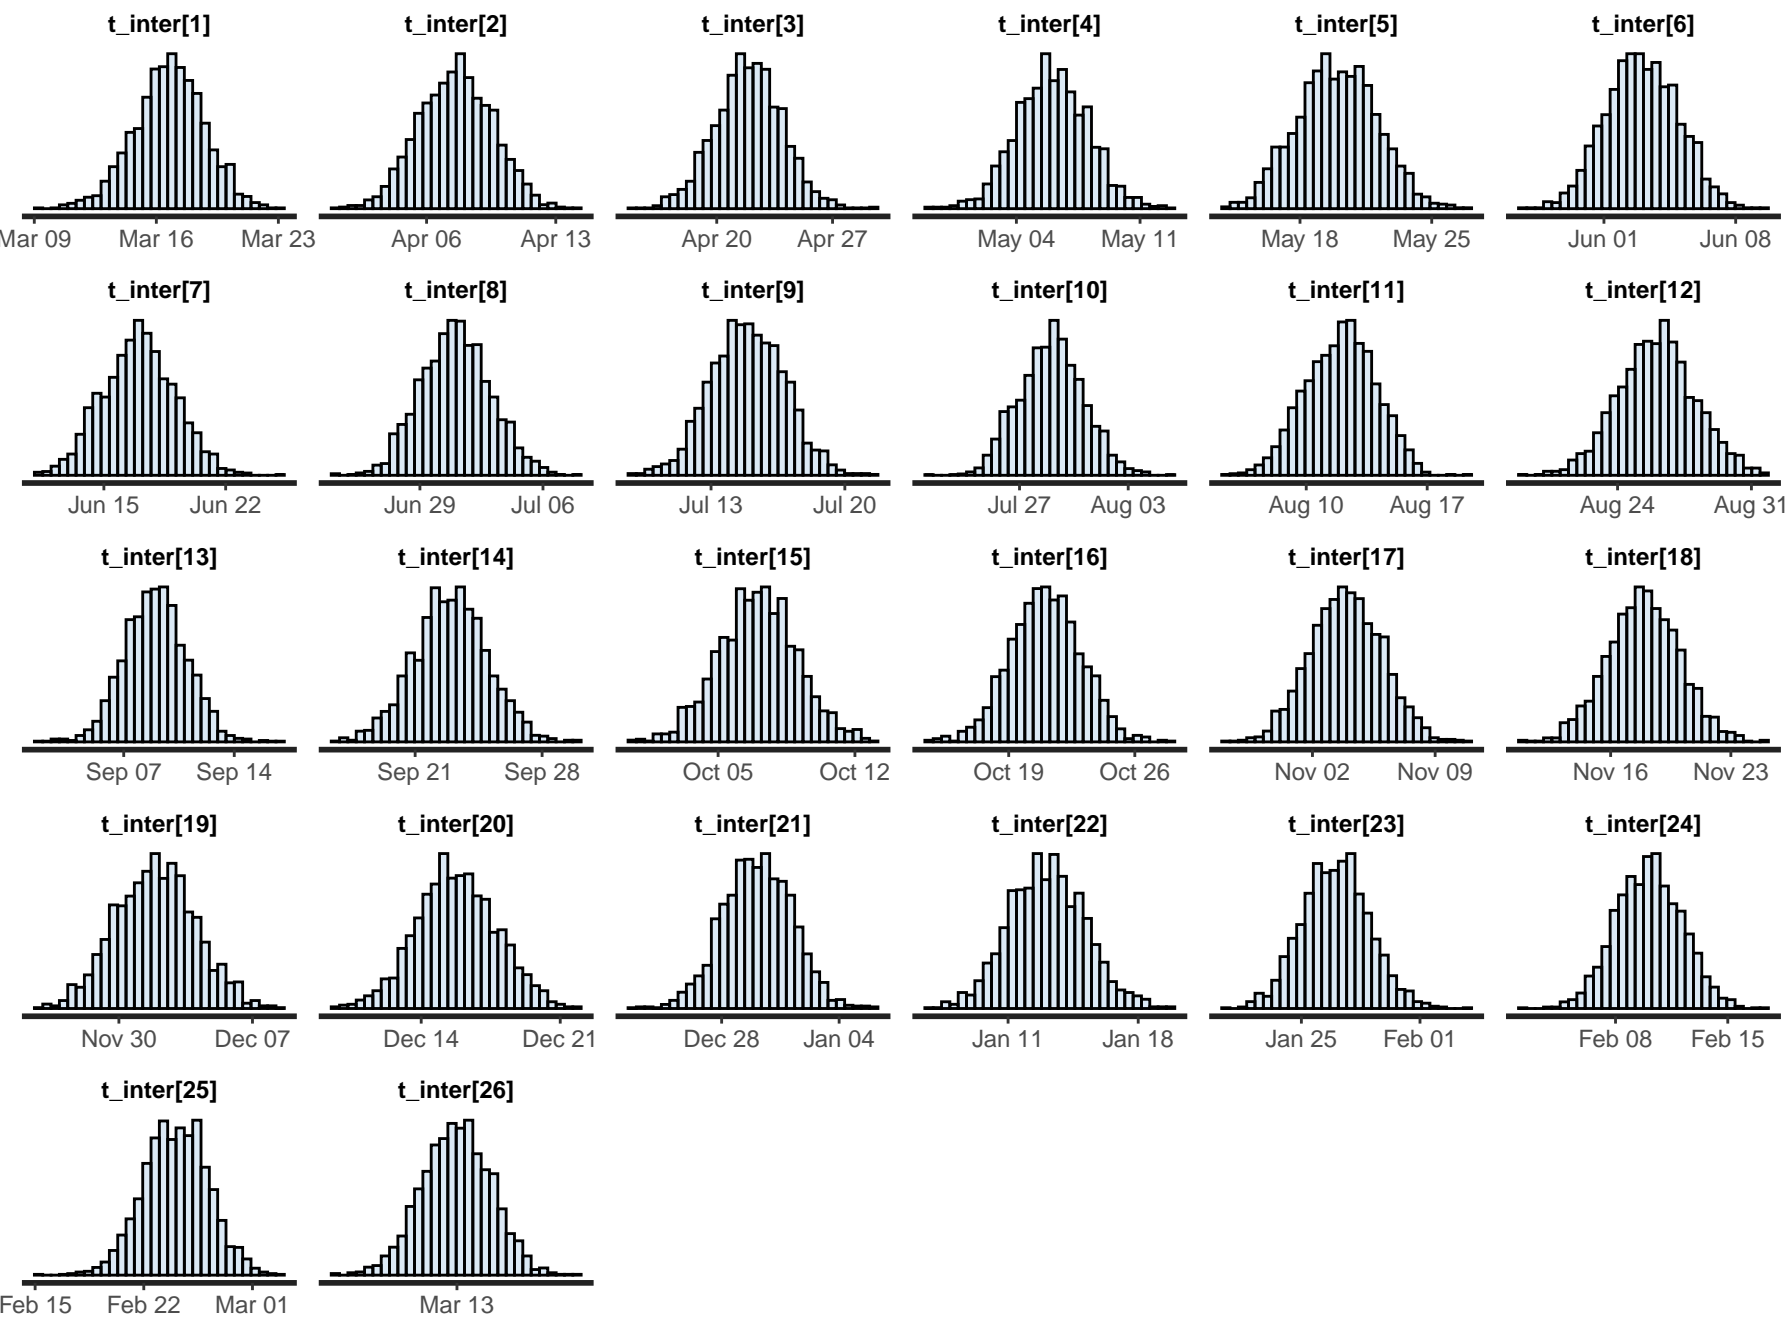 t_inter[1] t_inter[2] t_inter[3] t_inter[4] t_inter[5] t_inter[6]
Mar 09 Mar 16 Mar 23 Apr 06 Apr 13 Apr 20 Apr 27 May 04 May 11 May 18 May 25 Jun 01 Jun 08
t_inter[7] t_inter[8] t_inter[9] t_inter[10] t_inter[11] t_inter[12]
Jun 15 Jun 22 Jun 29 Jul 06 Jul 13 Jul 20 Jul 27 Aug 03 Aug 10 Aug 17 Aug 24 Aug 31
t_inter[13] t_inter[14] t_inter[15] t_inter[16] t_inter[17] t_inter[18]
Sep 07 Sep 14 Sep 21 Sep 28 Oct 05 Oct 12 Oct 19 Oct 26 Nov 02 Nov 09 Nov 16 Nov 23
t_inter[19] t_inter[20] t_inter[21] t_inter[22] t_inter[23] t_inter[24]
Nov 30 Dec 07 Dec 14 Dec 21 Dec 28 Jan 04 Jan 11 Jan 18 Jan 25 Feb 01 Feb 08 Feb 15
t_inter[25] t_inter[26]
Feb 15 Feb 22 Mar 01 Mar 13